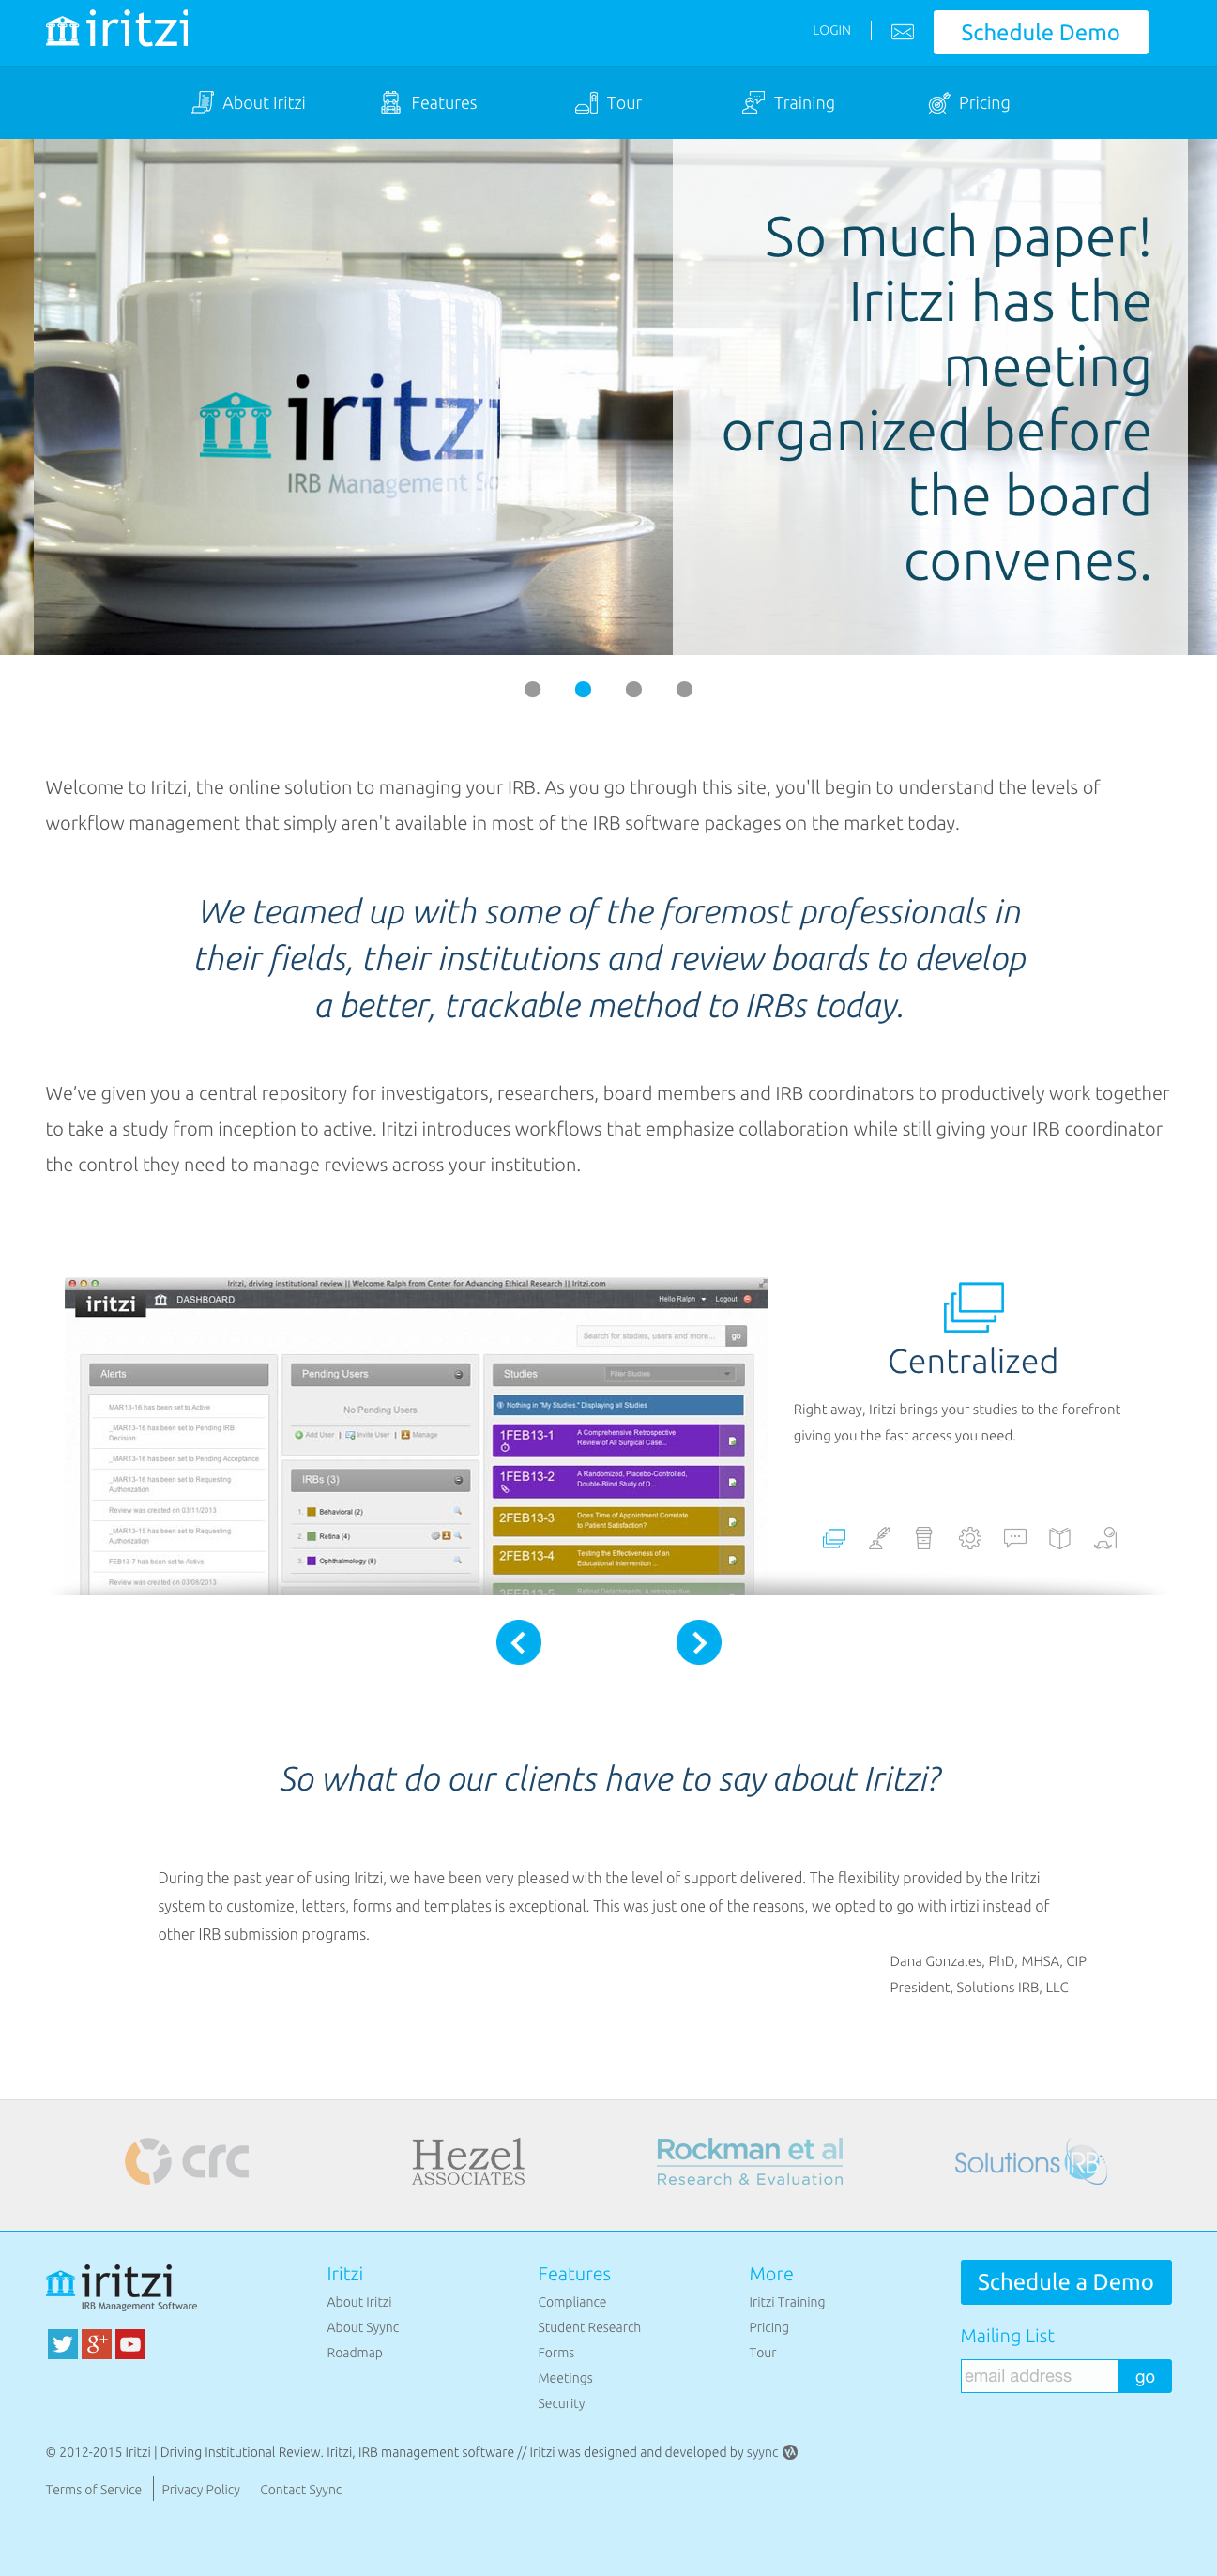 iritzi
LOGIN
Schedule Demo
About Iritzi
Features
Tour
Training
Pricing
iritzi
IRB Management So
So much paper!
Iritzi has the
meeting
organized before
the board
convenes.
Welcome to Iritzi, the online solution to managing your IRB. As you go through this site, you'll begin to understand the levels of
workflow management that simply aren't available in most of the IRB software packages on the market today.
We teamed up with some of the foremost professionals in
their fields, their institutions and review boards to develop
a better, trackable method to IRBs today.
We’ve given you a central repository for investigators, researchers, board members and IRB coordinators to productively work together
to take a study from inception to active. Iritzi introduces workflows that emphasize collaboration while still giving your IRB coordinator
the control they need to manage reviews across your institution.
Iritzi, driving institutional review || Welcome Ralph from Center for Advancing Ethical Research || Iritzi.com
iritzi
DASHBOARD
Hello Ralph
Logout
Search for studies, users and more...
go
Alerts
MAR13-16 has been set to Active
_MAR13-16 has been set to Pending IRB
Decision
_MAR13-16 has been set to Pending Acceptance
_MAR13-16 has been set to Requesting
Authorization
Review was created on 03/11/2013
_MAR13-15 has been set to Requesting
Authorization
FEB13-7 has been set to Active
Review was created on 03/08/2013
Pending Users
No Pending Users
Add User | Invite User | Manage
IRBs (3)
1. Behavioral (2)
2. Retina (4)
3. Ophthalmology (8)
Studies
Filter Studies
Nothing in "My Studies." Displaying all Studies
1FEB13-1
A Comprehensive Retrospective
Review of All Surgical Case...
1FEB13-2
A Randomized, Placebo-Controlled,
Double-Blind Study of D...
2FEB13-3
Does Time of Appointment Correlate
to Patient Satisfaction?
2FEB13-4
Testing the Effectiveness of an
Educational Intervention ...
3FEB13-5
Retinal Detachments: A retrospective
Centralized
Right away, Iritzi brings your studies to the forefront
giving you the fast access you need.
So what do our clients have to say about Iritzi?
During the past year of using Iritzi, we have been very pleased with the level of support delivered. The flexibility provided by the Iritzi
system to customize, letters, forms and templates is exceptional. This was just one of the reasons, we opted to go with irtizi instead of
other IRB submission programs.
Dana Gonzales, PhD, MHSA, CIP
President, Solutions IRB, LLC
crc
Hezel
ASSOCIATES
Rockman et al
Research & Evaluation
Solutions IRB
iritzi
IRB Management Software
Iritzi
About Iritzi
About Syync
Roadmap
Features
Compliance
Student Research
Forms
Meetings
Security
More
Iritzi Training
Pricing
Tour
Schedule a Demo
Mailing List
email address
go
© 2012-2015 Iritzi | Driving Institutional Review. Iritzi, IRB management software // Iritzi was designed and developed by syync
Terms of Service
Privacy Policy
Contact Syync